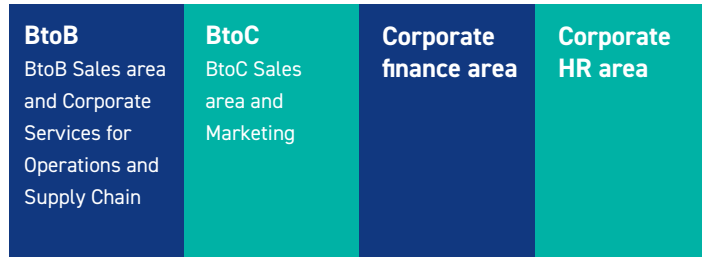 BtoB
BtoB Sales area
and Corporate
Services for
Operations and
Supply Chain
BtoC
BtoC Sales
area and
Marketing
Corporate
finance area
Corporate
HR area